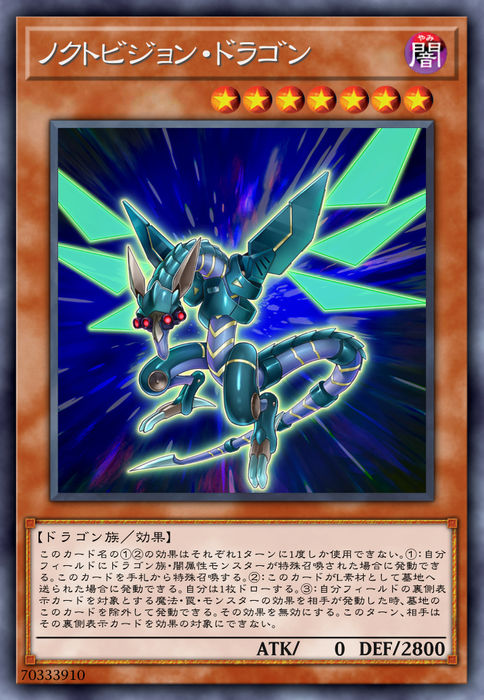 ノクトビジョン・ドラゴン
やみ
闇
【ドラゴン族／効果】
このカード名の①②の効果はそれぞれ1ターンに1度しか使用できない。①：自分
フィールドにドラゴン族・闇属性モンスターが特殊召喚された場合に発動でき
る。このカードを手札から特殊召喚する。②：このカードがL素材として墓地へ
送られた場合に発動できる。自分は1枚ドローする。③：自分フィールドの裏側表
示カードを対象とする魔法・罠・モンスターの効果を相手が発動した時、墓地の
このカードを除外して発動できる。その効果を無効にする。このターン、相手は
その裏側表示カードを効果の対象にできない。
ATK/ 0 DEF/2800
70333910